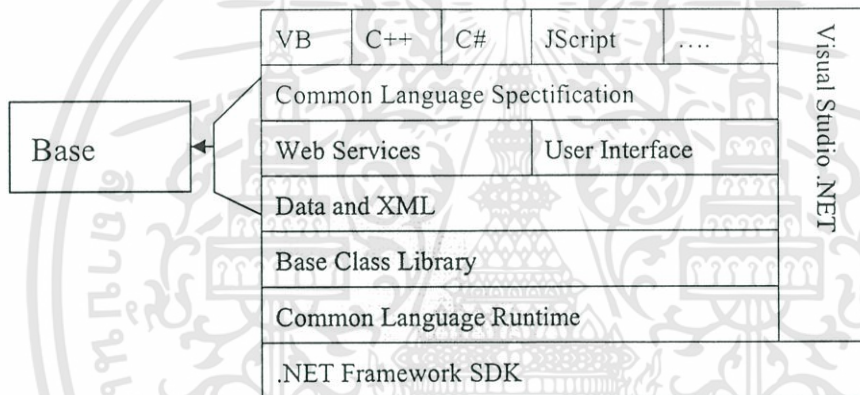 VB C++ C# JScript ....
Common Language Spectification
Base
Web Services User Interface
Data and XML
Base Class Library
Common Language Runtime
.NET Framework SDK
Visual Studio .NET